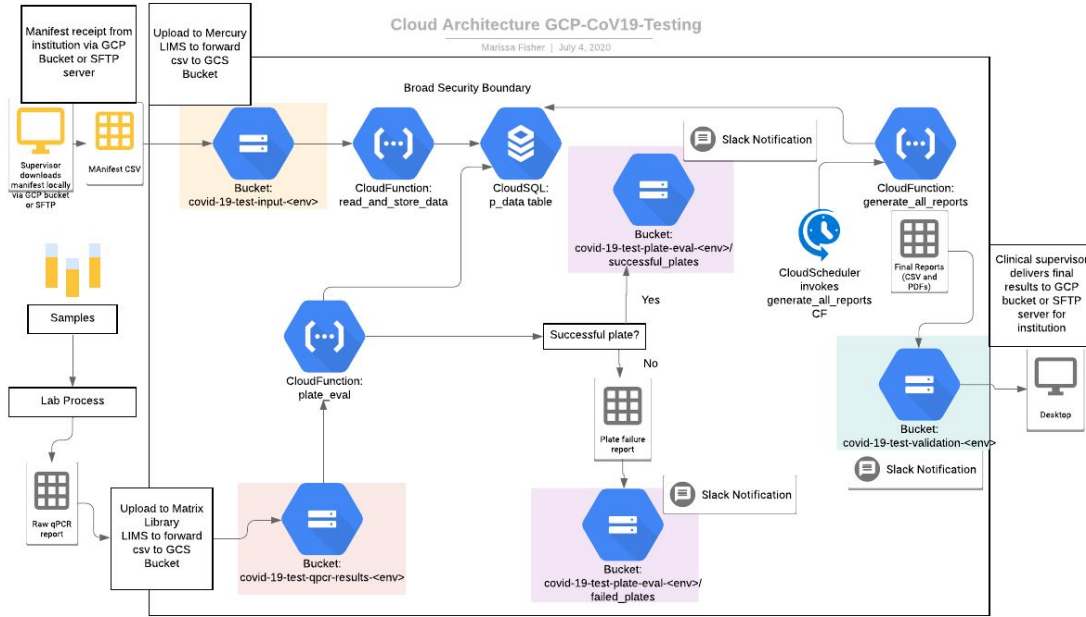 Cloud Architecture GCP-CoV19-Testing
Marissa Fisher | July 4, 2020
Manifest receipt from
institution via GCP
Bucket or SFTP
server
Upload to Mercury
LIMS to forward
csv to GCS
Bucket
Broad Security Boundary
Supervisor
downloads
manifest locally
via GCP bucket
or SFTP
MAnifest CSV
Bucket:
covid-19-test-input-<env>
CloudFunction:
read_and_store_data
CloudSQL:
p_data table
Slack Notification
Bucket:
covid-19-test-plate-eval-<env>/
successful_plates
CloudFunction:
generate_all_reports
CloudScheduler
invokes
generate_all_reports
CF
Final Reports
(CSV and
PDFs)
Clinical supervisor
delivers final
results to GCP
bucket or SFTP
server for
institution
Samples
Yes
Successful plate?
No
CloudFunction:
plate_eval
Lab Process
Plate failure
report
Bucket:
covid-19-test-validation-<env>
Desktop
Slack Notification
Raw qPCR
report
Upload to Matrix
Library
LIMS to forward
csv to GCS
Bucket
Bucket:
covid-19-test-qpcr-results-<env>
Slack Notification
Bucket:
covid-19-test-plate-eval-<env>/
failed_plates